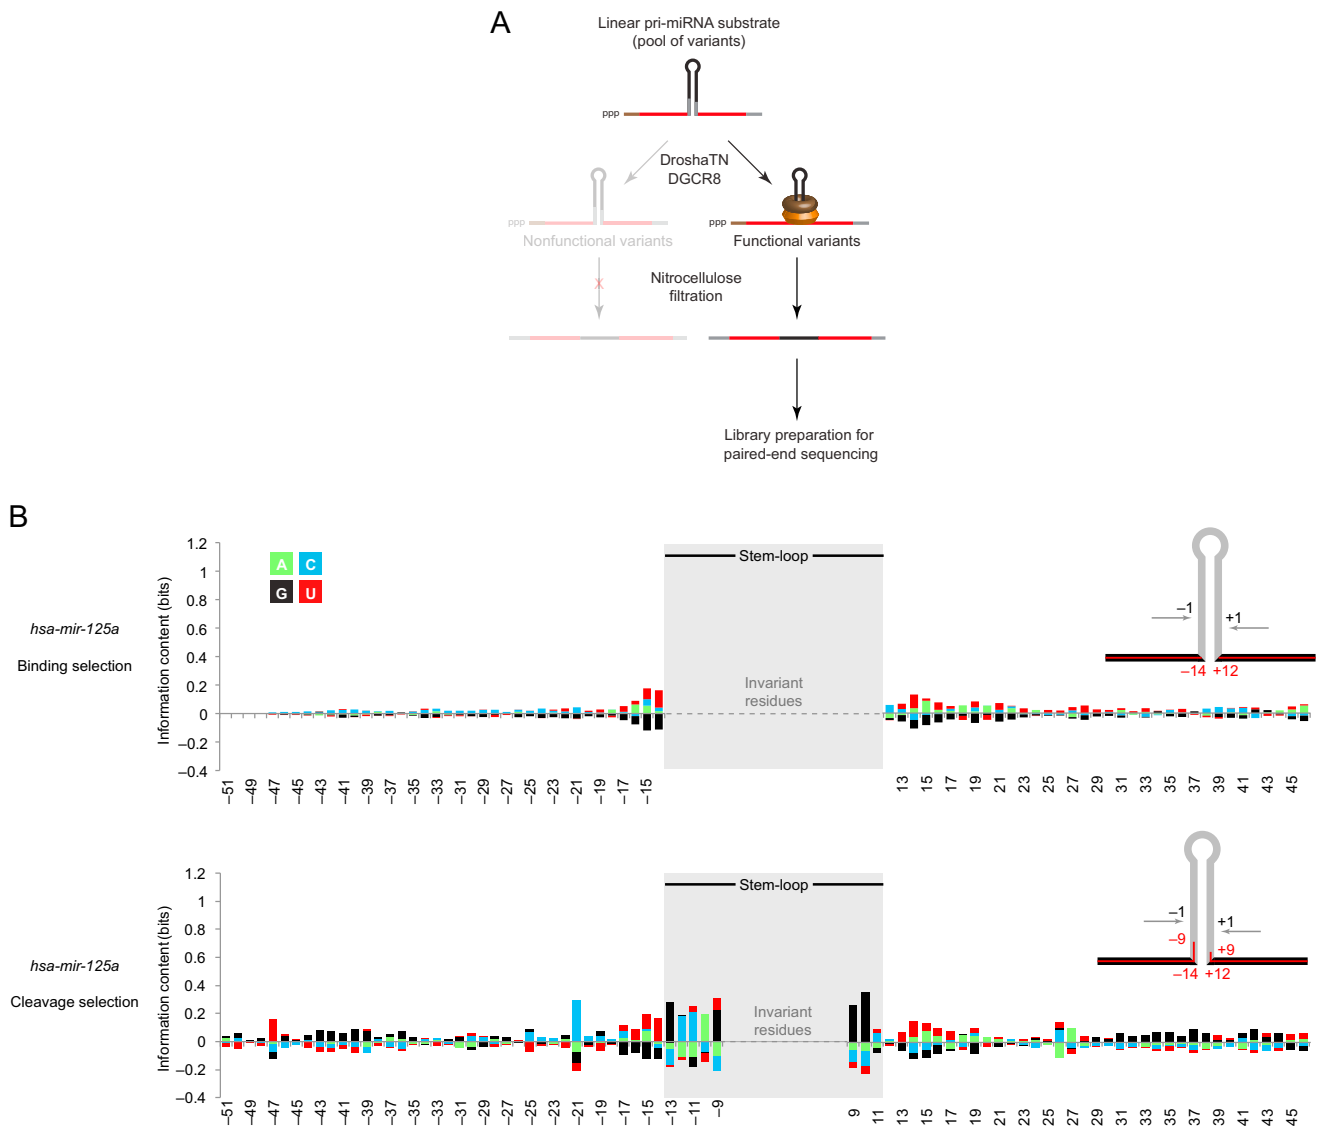 A
Linear pri-miRNA substrate
(pool of variants)
ppp
DroshaTN
DGCR8
ppp
ppp
Nonfunctional variants
Functional variants
x
Nitrocellulose
filtration
Library preparation for
paired-end sequencing
B
hsa-mir-125a
Binding selection
Information content (bits)
1.2
1
0.8
0.6
0.4
0.2
0
–0.2
–0.4
A C
G U
Stem-loop
Invariant
residues
–1
+1
–14 +12
–51 –49 –47 –45 –43 –41 –39 –37 –35 –33 –31 –29 –27 –25 –23 –21 –19 –17 –15 13 15 17 19 21 23 25 27 29 31 33 35 37 39 41 43 45
hsa-mir-125a
Cleavage selection
Information content (bits)
1.2
1
0.8
0.6
0.4
0.2
0
–0.2
–0.4
Stem-loop
Invariant
residues
–1
+1
–9
+9
–14 +12
–51 –49 –47 –45 –43 –41 –39 –37 –35 –33 –31 –29 –27 –25 –23 –21 –19 –17 –15 –13 –11 –9 9 11 13 15 17 19 21 23 25 27 29 31 33 35 37 39 41 43 45